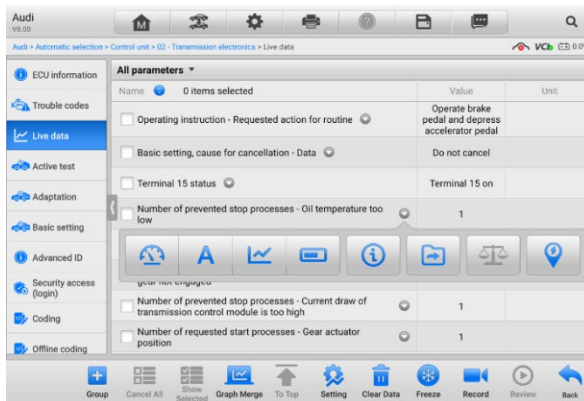 Audi
V8.00
M
Audi > Automatic selection > Control unit > 02 - Transmission electronics > Live data
VCI
0.0
ECU information
Trouble codes
Live data
Active test
Adaptation
Basic setting
Advanced ID
Security access
(login)
Coding
Offline coding
All parameters
Name 0 items selected Value Unit
Operating instruction - Requested action for routine
Operate brake
pedal and depress
accelerator pedal
Basic setting, cause for cancellation - Data
Do not cancel
Terminal 15 status
Terminal 15 on
Number of prevented stop processes - Oil temperature too
low
1
A
gear not engaged
Number of prevented stop processes - Current draw of
transmission control module is too high
1
Number of requested start processes - Gear actuator
position
1
Group
Cancel All
Show
Selected
Graph Merge
To Top
Setting
Clear Data
Freeze
Record
Review
Back